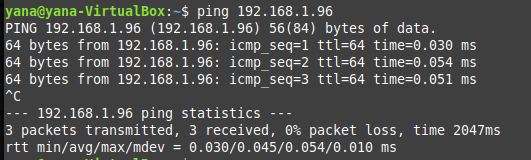 yana@yana-VirtualBox:~$ ping 192.168.1.96
PING 192.168.1.96 (192.168.1.96) 56(84) bytes of data.
64 bytes from 192.168.1.96: icmp_seq=1 ttl=64 time=0.030 ms
64 bytes from 192.168.1.96: icmp_seq=2 ttl=64 time=0.054 ms
64 bytes from 192.168.1.96: icmp_seq=3 ttl=64 time=0.051 ms
^C
--- 192.168.1.96 ping statistics ---
3 packets transmitted, 3 received, 0% packet loss, time 2047ms
rtt min/avg/max/mdev = 0.030/0.045/0.054/0.010 ms